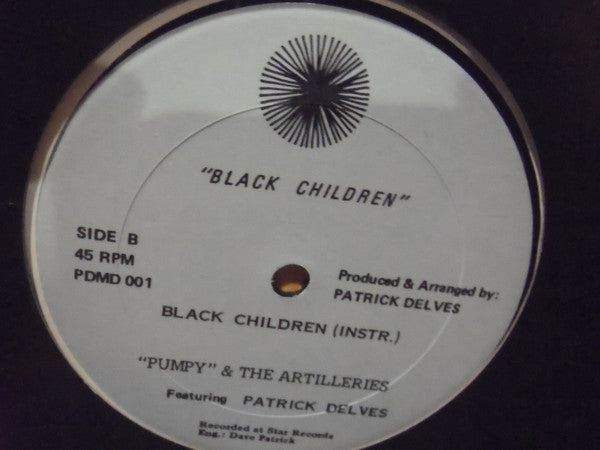 "BLACK CHILDREN"
SIDE B
45 RPM
PDMD 001
Produced & Arranged by:
PATRICK DELVES
BLACK CHILDREN (INSTR.)
"PUMPY" & THE ARTILLERIES
Featuring PATRICK DELVES
Recorded at Star Records
Eng.: Dave Patrick